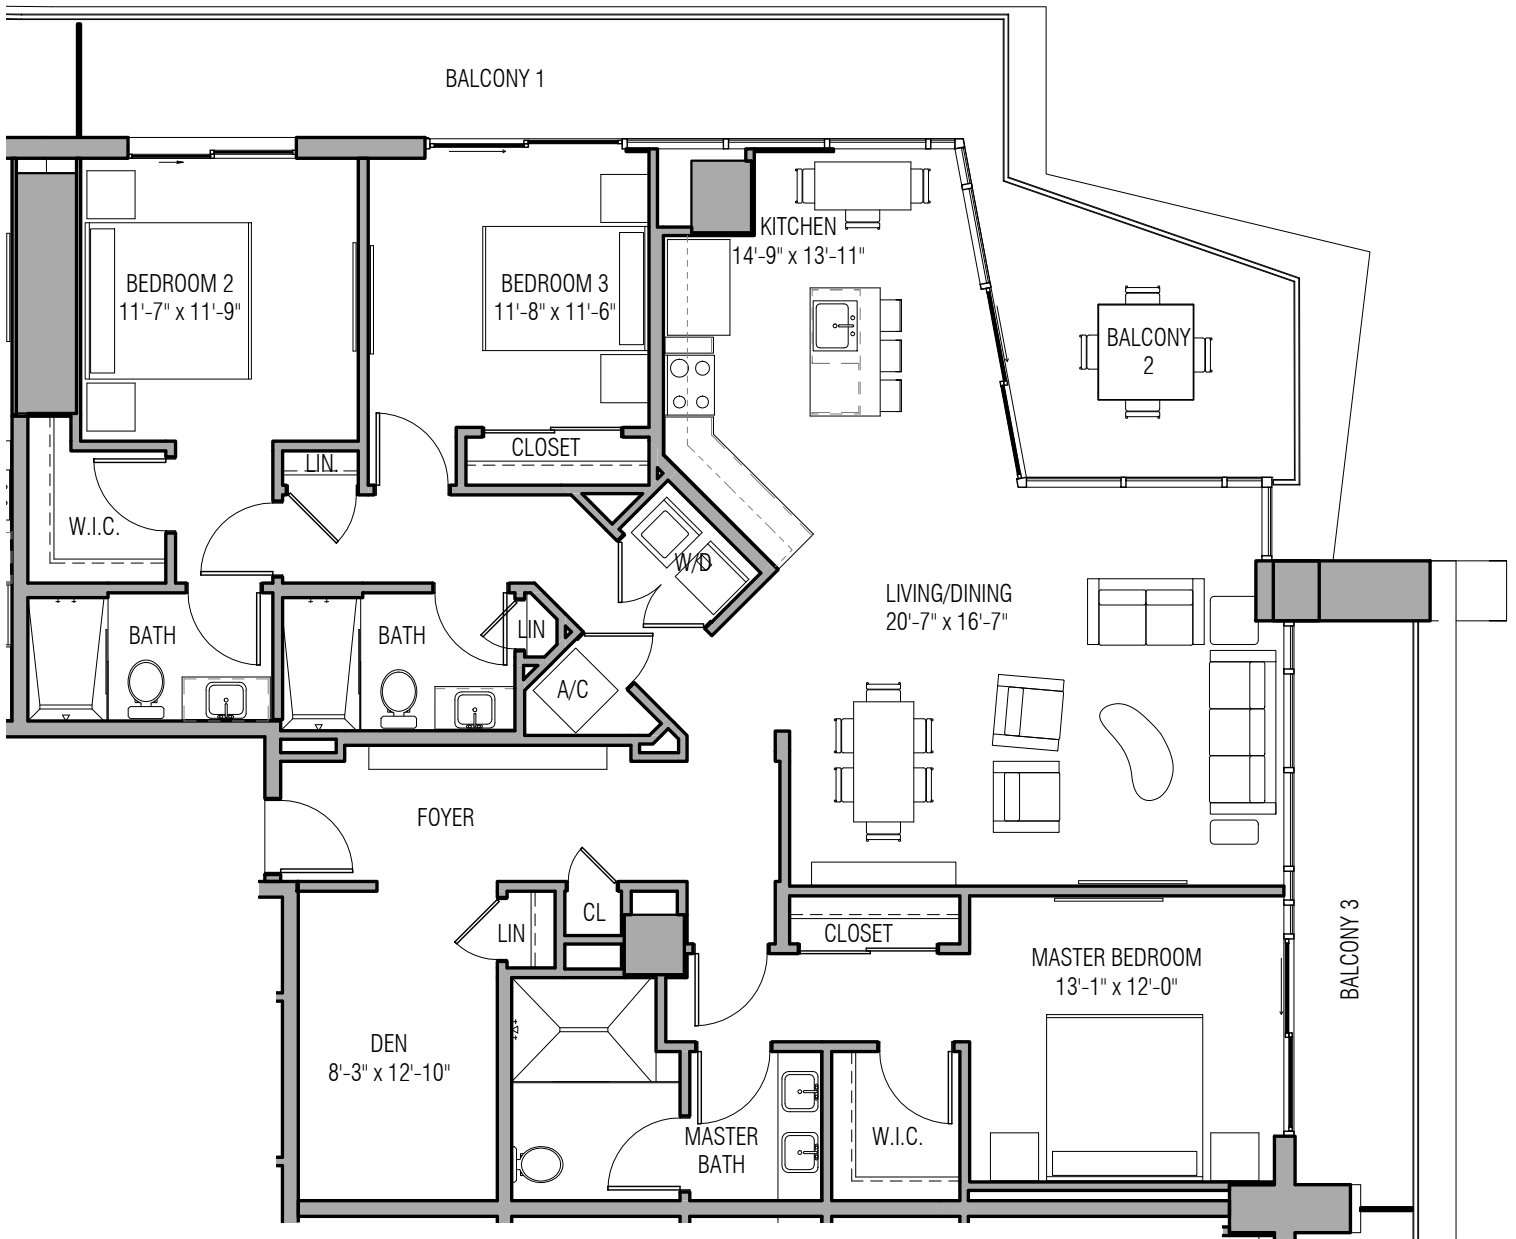 BALCONY 1
KITCHEN
14'-9" x 13'-11"
BEDROOM 2
11'-7" x 11'-9"
BEDROOM 3
11'-8" x 11'-6"
BALCONY
2
CLOSET
LIN.
W.I.C.
W/D
LIVING/DINING
20'-7" x 16'-7"
BATH
BATH
LIN
A/C
FOYER
CL
LIN
CLOSET
MASTER BEDROOM
13'-1" x 12'-0"
BALCONY 3
DEN
8'-3" x 12'-10"
MASTER
BATH
W.I.C.